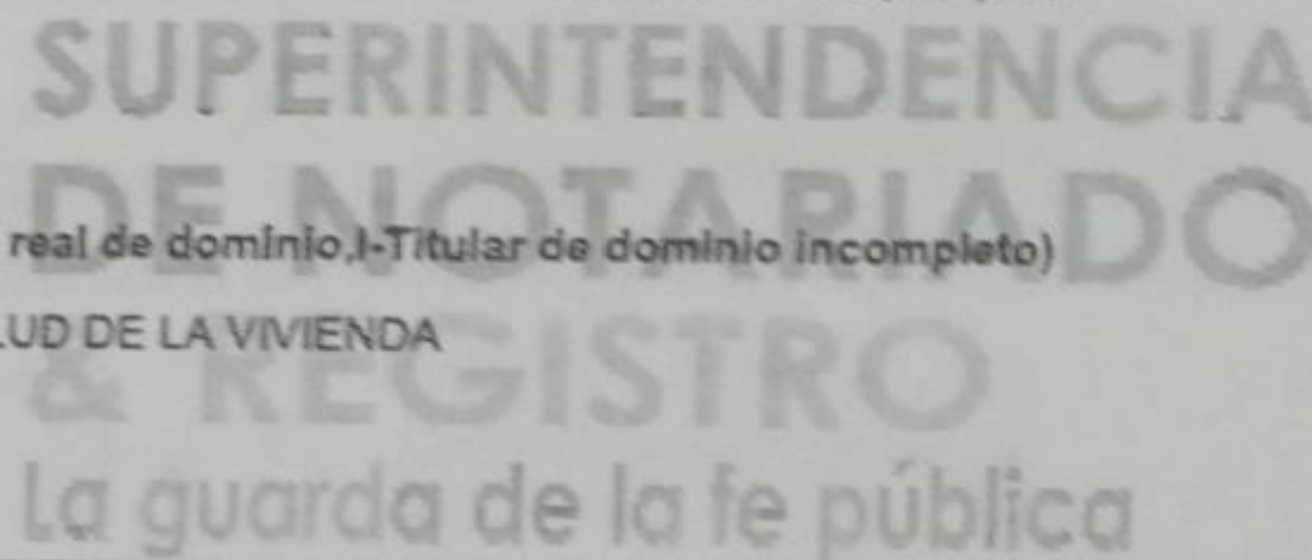 SUPERINTENDENCIA
DE NOTARIADO
real de dominio,I-Titular de dominio incompleto)
LUD DE LA VIVIENDA
& REGISTRO
La guarda de la fe pública